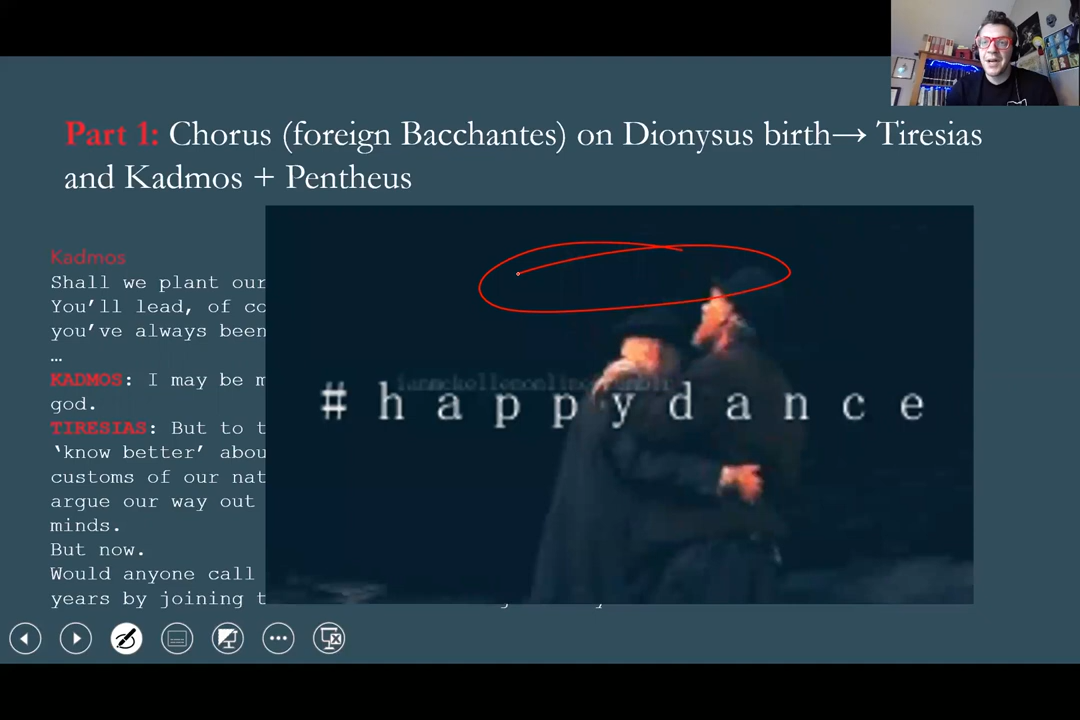 Part 1: Chorus (foreign Bacchantes) on Dionysus birth→ Tiresias
and Kadmos + Pentheus
Kadmos
Shall we plant our
You'll lead, of co
you've always been
…
KADMOS: I may be m
god.
TIRESIAS: But to t
'know better' abou
customs of our nat
argue our way out
minds.
But now.
Would anyone call
years by joining t
ianmckellenonline.tumblr
#happydance